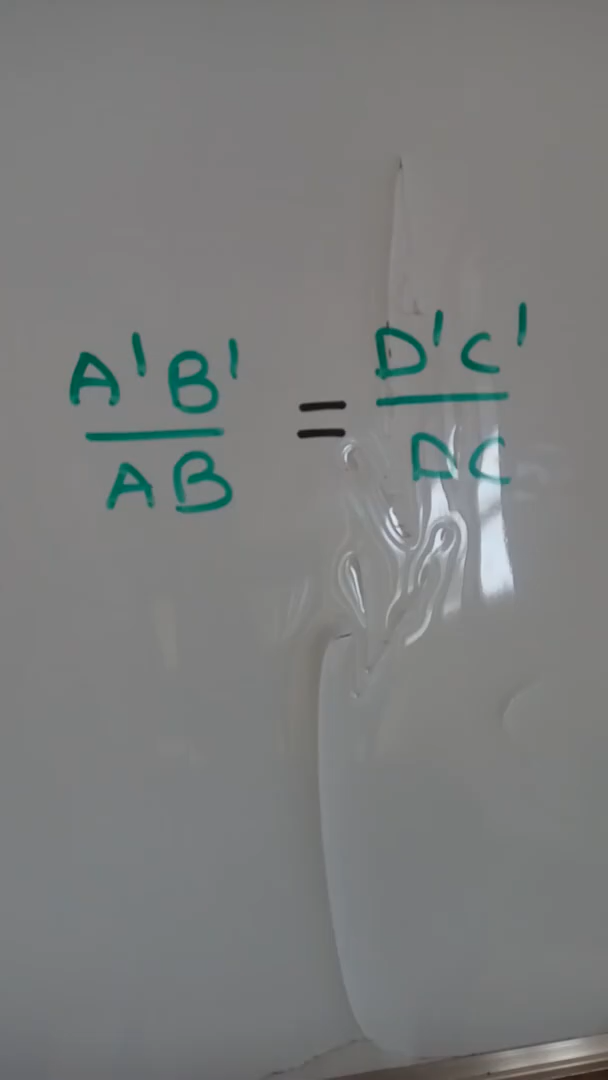 A'B' / AB = D'C' / DC